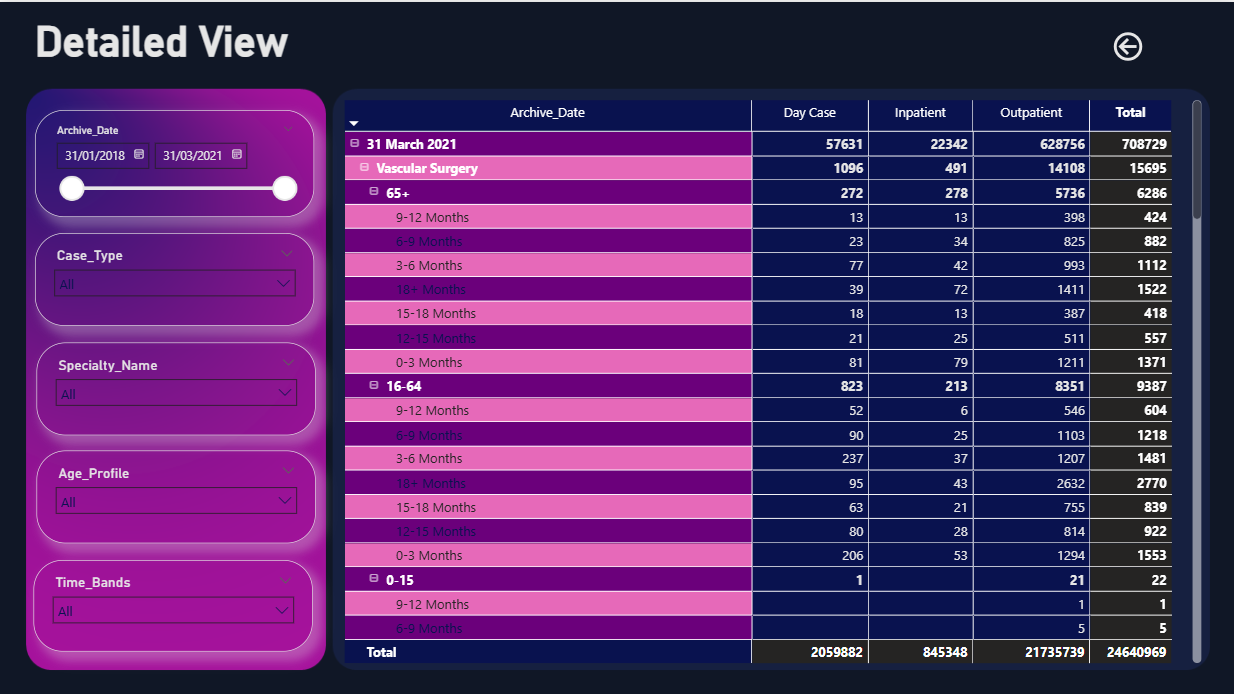 Detailed View
Archive_Date
31/01/2018 31/03/2021
Case_Type
All
Specialty_Name
All
Age_Profile
All
Time_Bands
All
Archive_Date Day Case Inpatient Outpatient Total
31 March 2021 57631 22342 628756 708729
Vascular Surgery 1096 491 14108 15695
65+ 272 278 5736 6286
9-12 Months 13 13 398 424
6-9 Months 23 34 825 882
3-6 Months 77 42 993 1112
18+ Months 39 72 1411 1522
15-18 Months 18 13 387 418
12-15 Months 21 25 511 557
0-3 Months 81 79 1211 1371
16-64 823 213 8351 9387
9-12 Months 52 6 546 604
6-9 Months 90 25 1103 1218
3-6 Months 237 37 1207 1481
18+ Months 95 43 2632 2770
15-18 Months 63 21 755 839
12-15 Months 80 28 814 922
0-3 Months 206 53 1294 1553
0-15 1 21 22
9-12 Months 1 1
6-9 Months 5 5
Total 2059882 845348 21735739 24640969